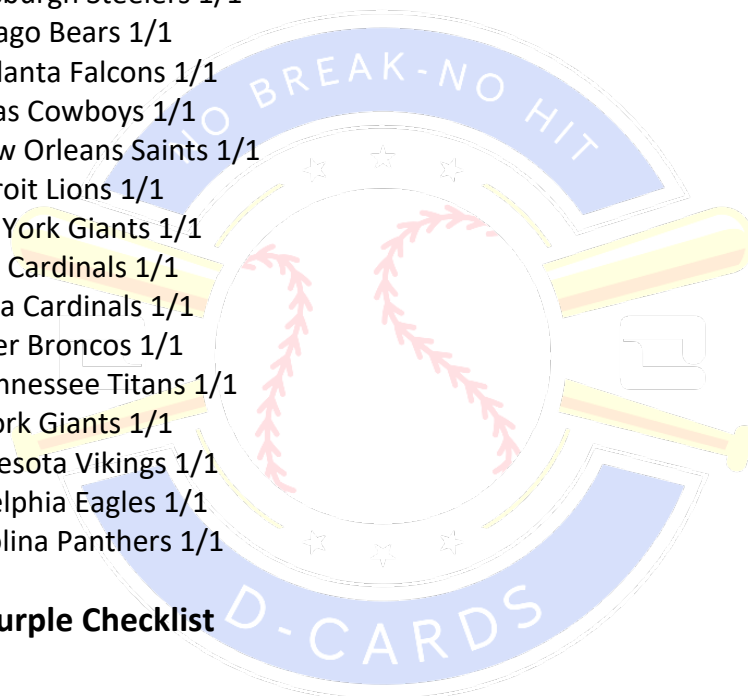 sburgh Steelers 1/1
ago Bears 1/1
lanta Falcons 1/1
as Cowboys 1/1
w Orleans Saints 1/1
roit Lions 1/1
York Giants 1/1
Cardinals 1/1
a Cardinals 1/1
er Broncos 1/1
nnessee Titans 1/1
ork Giants 1/1
esota Vikings 1/1
elphia Eagles 1/1
olina Panthers 1/1
urple Checklist
NO BREAK-NO HIT
D-CARDS